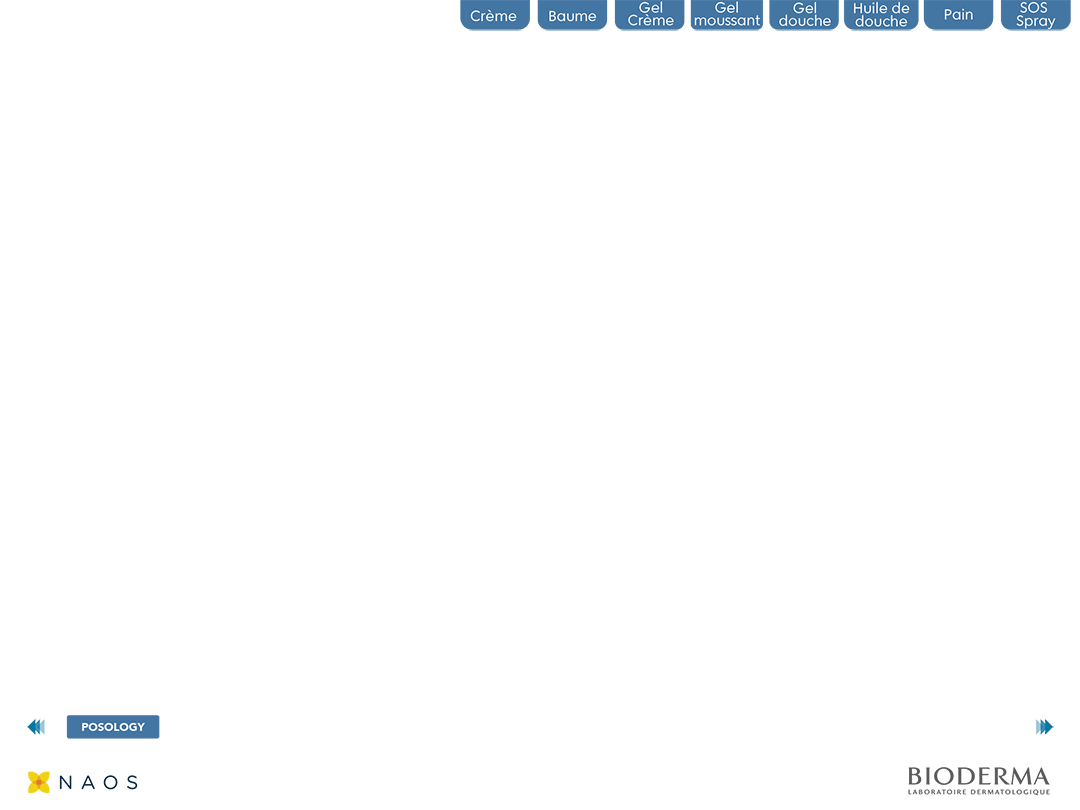 Crème
Baume
Gel
Crème
Gel
moussant
Gel
douche
Huile de
douche
Pain
SOS
Spray
POSOLOGY
NAOS
BIODERMA
LABORATOIRE DERMATOLOGIQUE